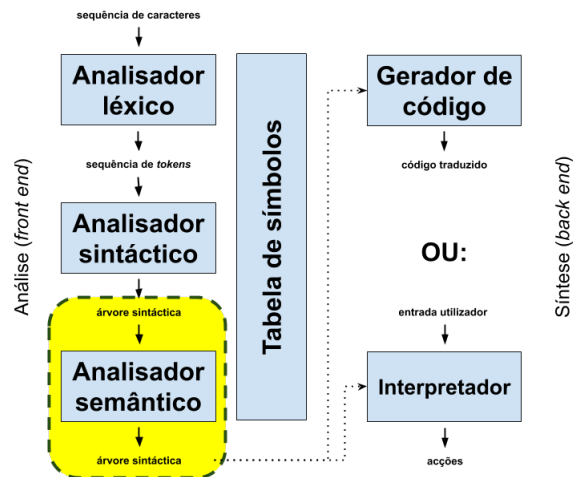 sequência de caracteres
Analisador
léxico
sequência de tokens
Analisador
sintáctico
árvore sintáctica
Analisador
semântico
árvore sintáctica
Análise (front end)
Tabela de símbolos
Gerador de
código
código traduzido
OU:
entrada utilizador
Interpretador
acções
Síntese (back end)